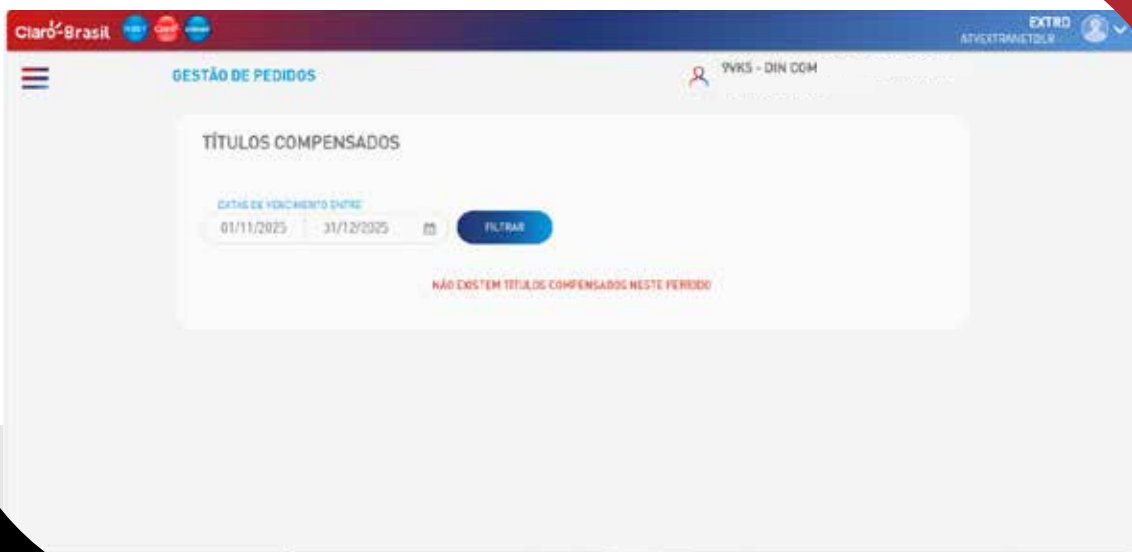 Claro-Brasil
EXTRD
ATVEXTRANETDLR
GESTÃO DE PEDIDOS
9VKS - DIN COM
TÍTULOS COMPENSADOS
DATAS DE VENCIMENTO ENTRE
01/11/2025 31/12/2025
FILTRAR
NÃO EXISTEM TÍTULOS COMPENSADOS NESTE PERÍODO